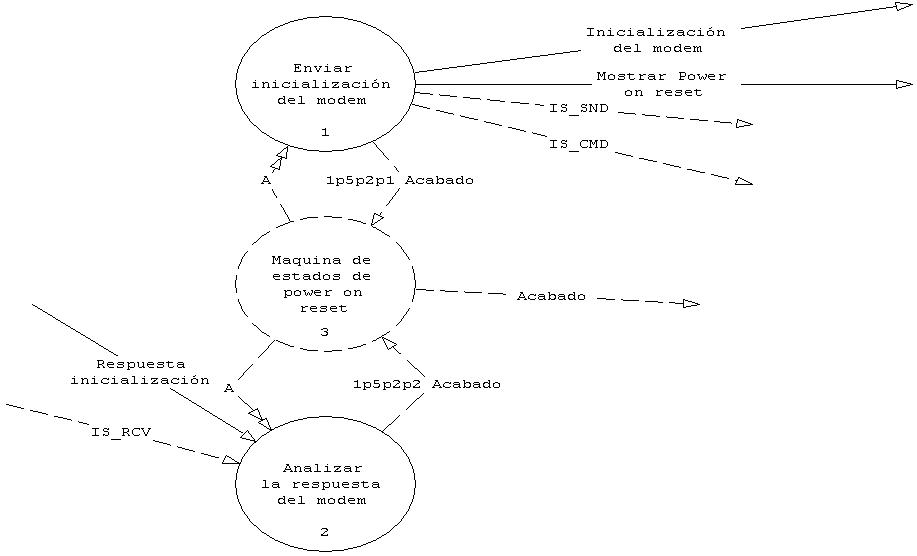 Inicialización
del modem
Enviar
inicialización
del modem
1
Mostrar Power
on reset
IS_SND
IS_CMD
A
1p5p2p1 Acabado
Maquina de
estados de
power on
reset
3
Acabado
Respuesta
inicialización
A
1p5p2p2 Acabado
IS_RCV
Analizar
la respuesta
del modem
2